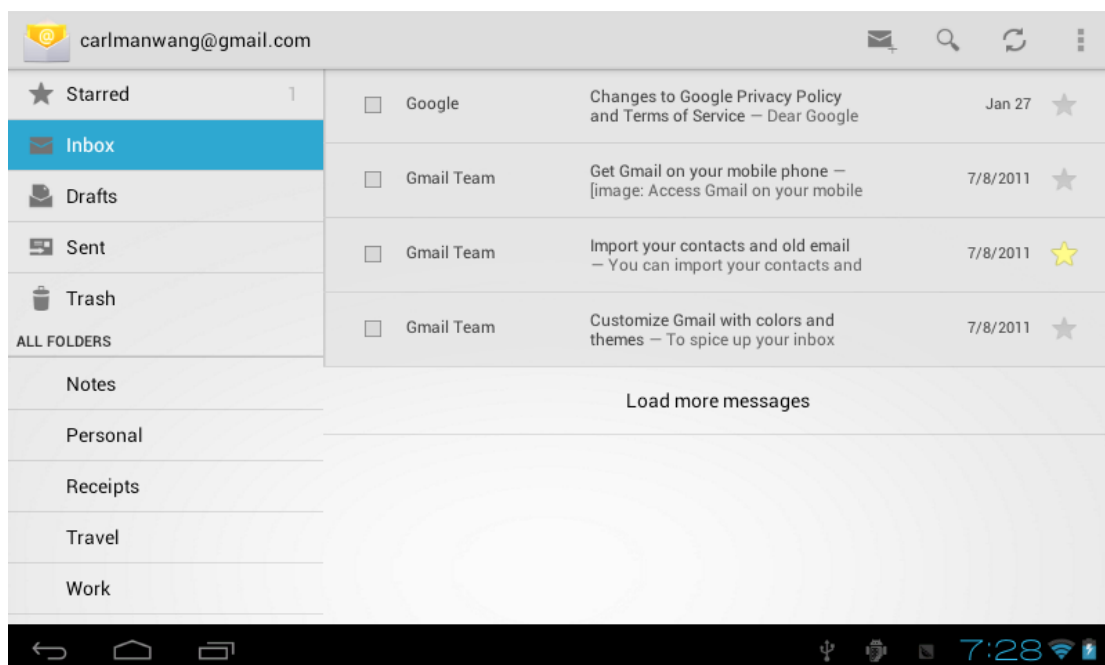 carlmanwang@gmail.com
Starred 1
Inbox
Drafts
Sent
Trash
ALL FOLDERS
Notes
Personal
Receipts
Travel
Work
Google
Changes to Google Privacy Policy
and Terms of Service — Dear Google
Jan 27
Gmail Team
Get Gmail on your mobile phone —
[image: Access Gmail on your mobile
7/8/2011
Gmail Team
Import your contacts and old email
— You can import your contacts and
7/8/2011
Gmail Team
Customize Gmail with colors and
themes — To spice up your inbox
7/8/2011
Load more messages
7:28